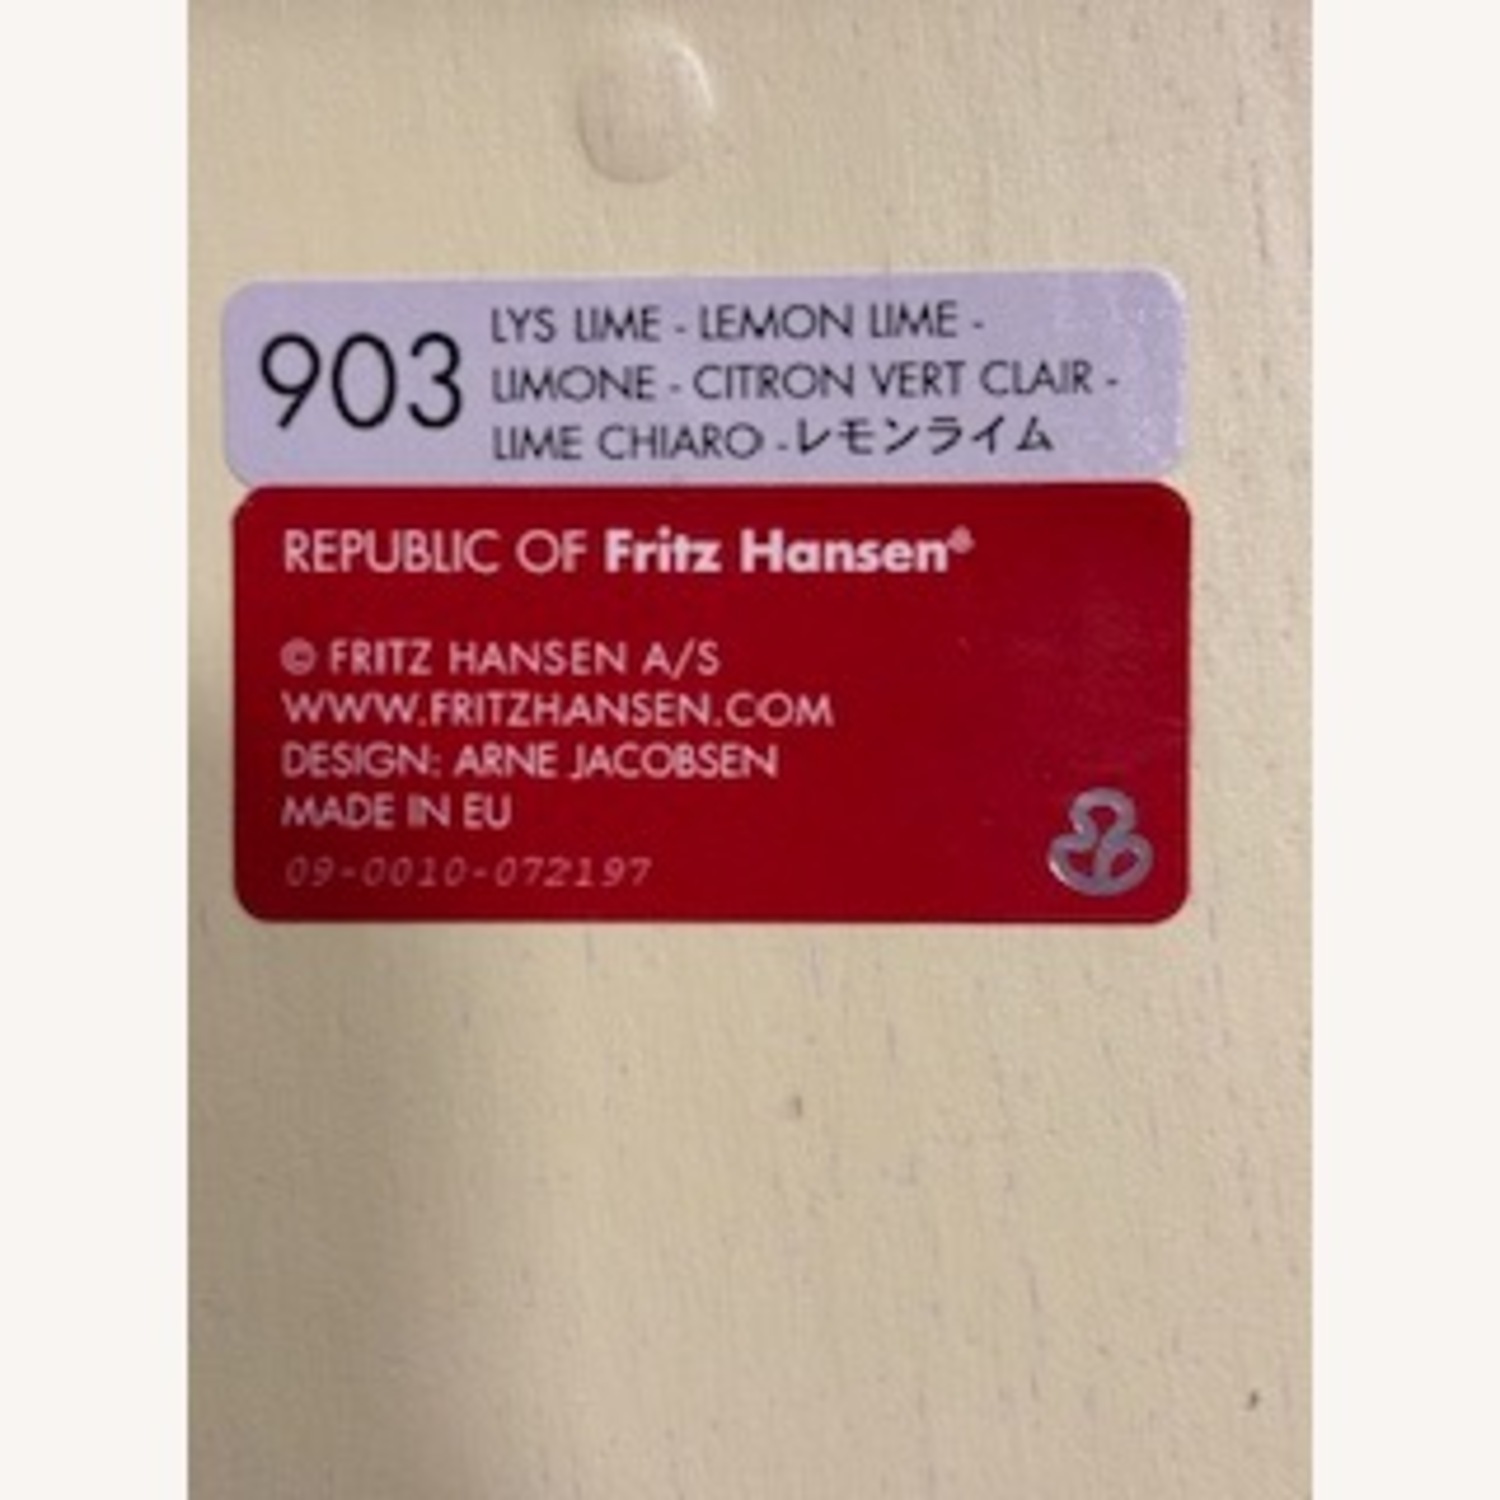 903
LYS LIME - LEMON LIME -
LIMONE - CITRON VERT CLAIR -
LIME CHIARO - レモンライム
REPUBLIC OF Fritz Hansen®
© FRITZ HANSEN A/S
WWW.FRITZHANSEN.COM
DESIGN: ARNE JACOBSEN
MADE IN EU
09-0010-072197